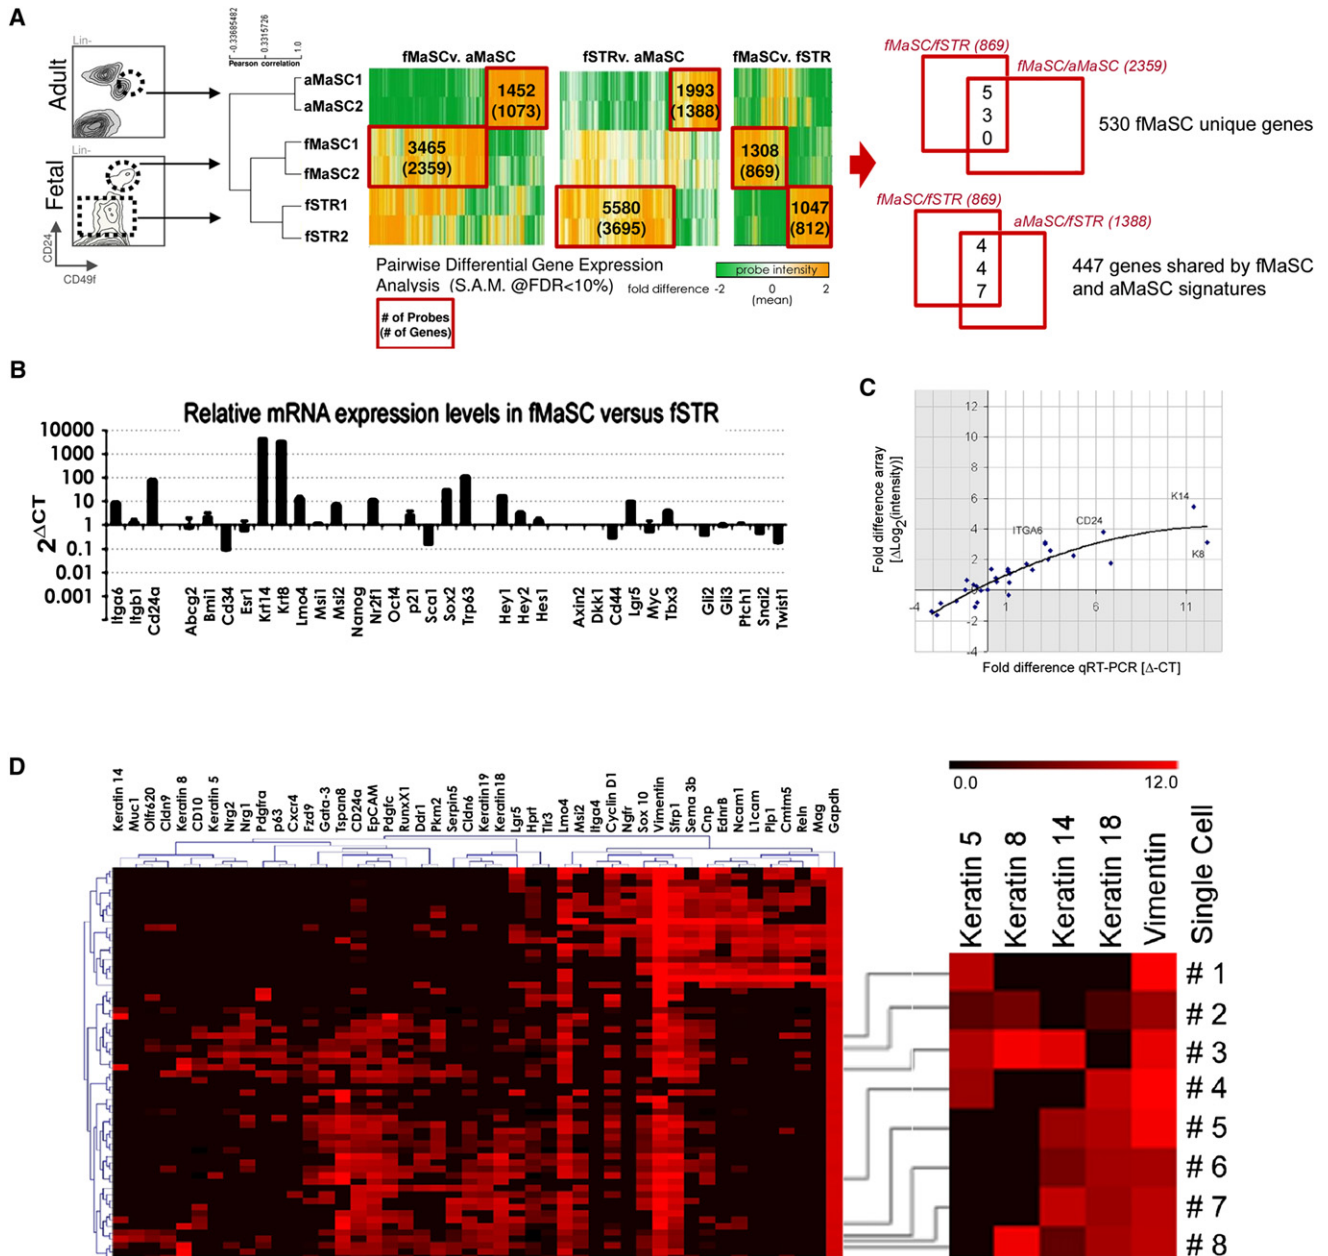 A
Lin-
Adult
Lin-
Fetal
CD24
CD49f
-0.33685482
0.3315726
1.0
Pearson correlation
aMaSC1
aMaSC2
fMaSC1
fMaSC2
fSTR1
fSTR2
fMaSCv. aMaSC
1452
(1073)
3465
(2359)
fSTRv. aMaSC
1993
(1388)
5580
(3695)
fMaSCv. fSTR
1308
(869)
1047
(812)
Pairwise Differential Gene Expression
Analysis (S.A.M. @FDR<10%)
# of Probes
(# of Genes)
probe intensity
fold difference -2 0 2
(mean)
fMaSC/fSTR (869)
fMaSC/aMaSC (2359)
5
3
0
530 fMaSC unique genes
fMaSC/fSTR (869)
aMaSC/fSTR (1388)
4
4
7
447 genes shared by fMaSC
and aMaSC signatures
B
Relative mRNA expression levels in fMaSC versus fSTR
2^ΔCT
10000
1000
100
10
1
0.1
0.01
0.001
Itga6
Itgb1
Cd24a
Abcg2
Bmi1
Cd34
Esr1
Krt14
Krt8
Lmo4
Msi1
Msi2
Nanog
Nr2f1
Oct4
p21
Sca1
Sox2
Trp63
Hey1
Hey2
Hes1
Axin2
Dkk1
Cd44
Lgr5
Myc
Tbx3
Gli2
Gli3
Ptch1
Snai2
Twist1
C
Fold difference array
[ΔLog2(intensity)]
12
10
8
6
4
2
0
-2
-4
-4 1 6 11
K14
CD24
ITGA6
K8
Fold difference qRT-PCR [Δ-CT]
D
Keratin 14
Muc1
Olfr620
Cldn9
Keratin 8
CD10
Keratin 5
Nrg2
Nrg1
Pdgfra
p63
Cxcr4
Fzd9
Gata-3
Tspan8
CD24a
EpCAM
Pdgfc
RunxX1
Ddr1
Pkm2
Serpin5
Cldn6
Keratin19
Keratin18
Lgr5
Hprt
Tlr3
Lmo4
Msi2
Itga4
Cyclin D1
Ngfr
Sox 10
Vimentin
Sfrp1
Sema 3b
Cnp
EdnrB
Ncam1
L1cam
Plp1
Cmtm5
Reln
Mag
Gapdh
0.0 12.0
Keratin 5
Keratin 8
Keratin 14
Keratin 18
Vimentin
Single Cell
# 1
# 2
# 3
# 4
# 5
# 6
# 7
# 8